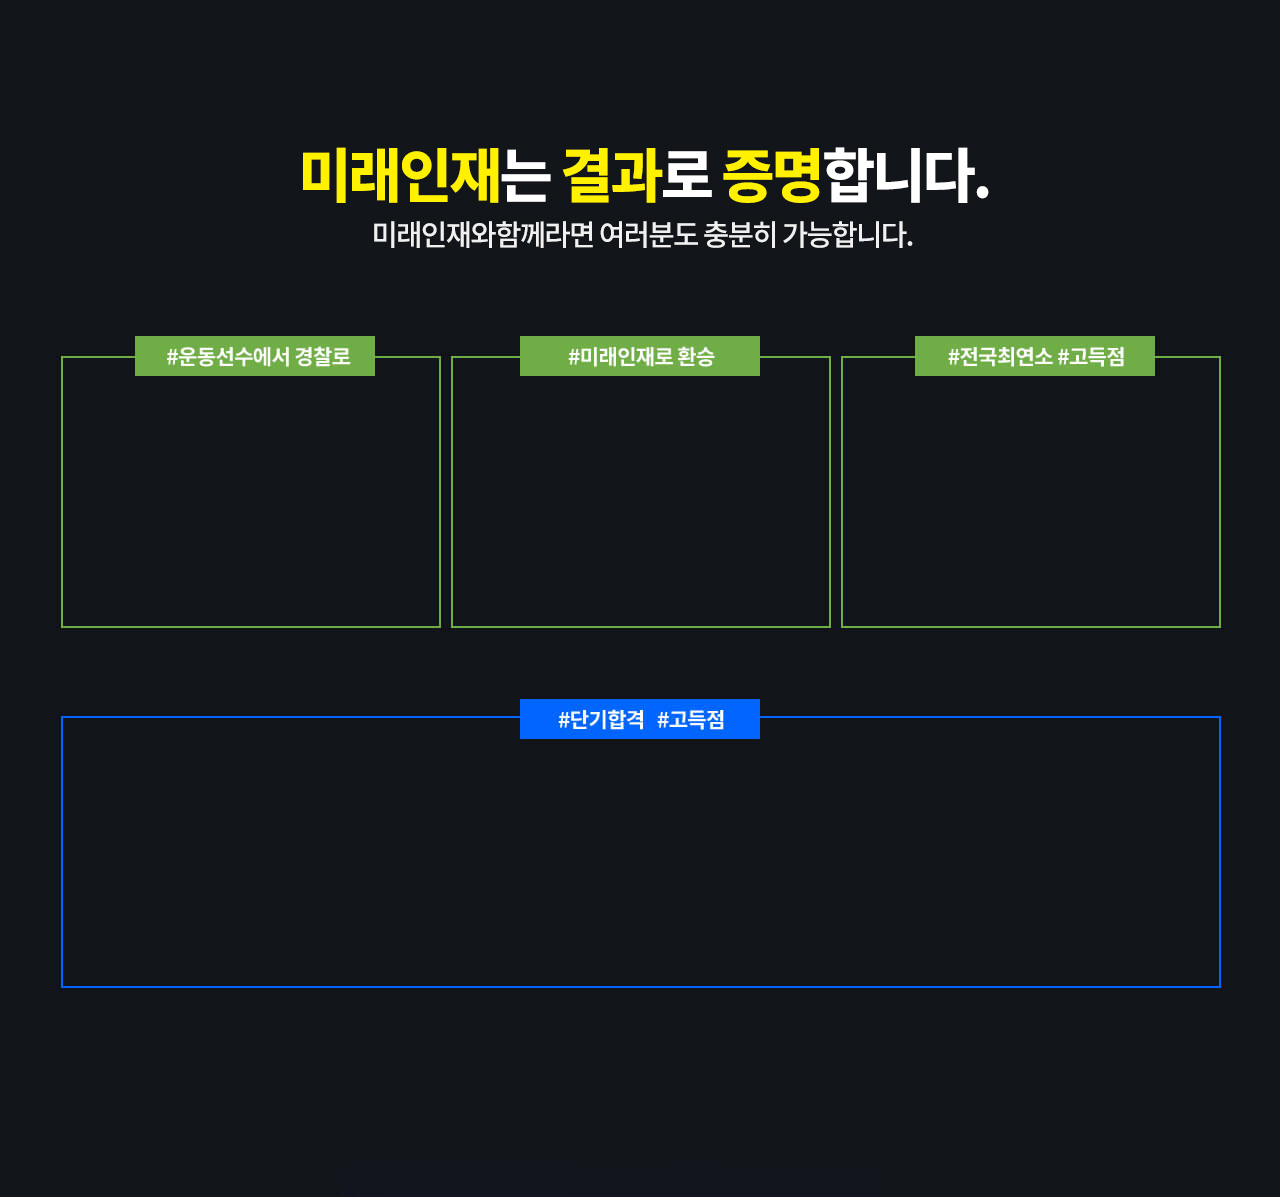 미래인재는 결과로 증명합니다.
미래인재와함께라면 여러분도 충분히 가능합니다.
#운동선수에서 경찰로
#미래인재로 환승
#전국최연소 #고득점
#단기합격 #고득점